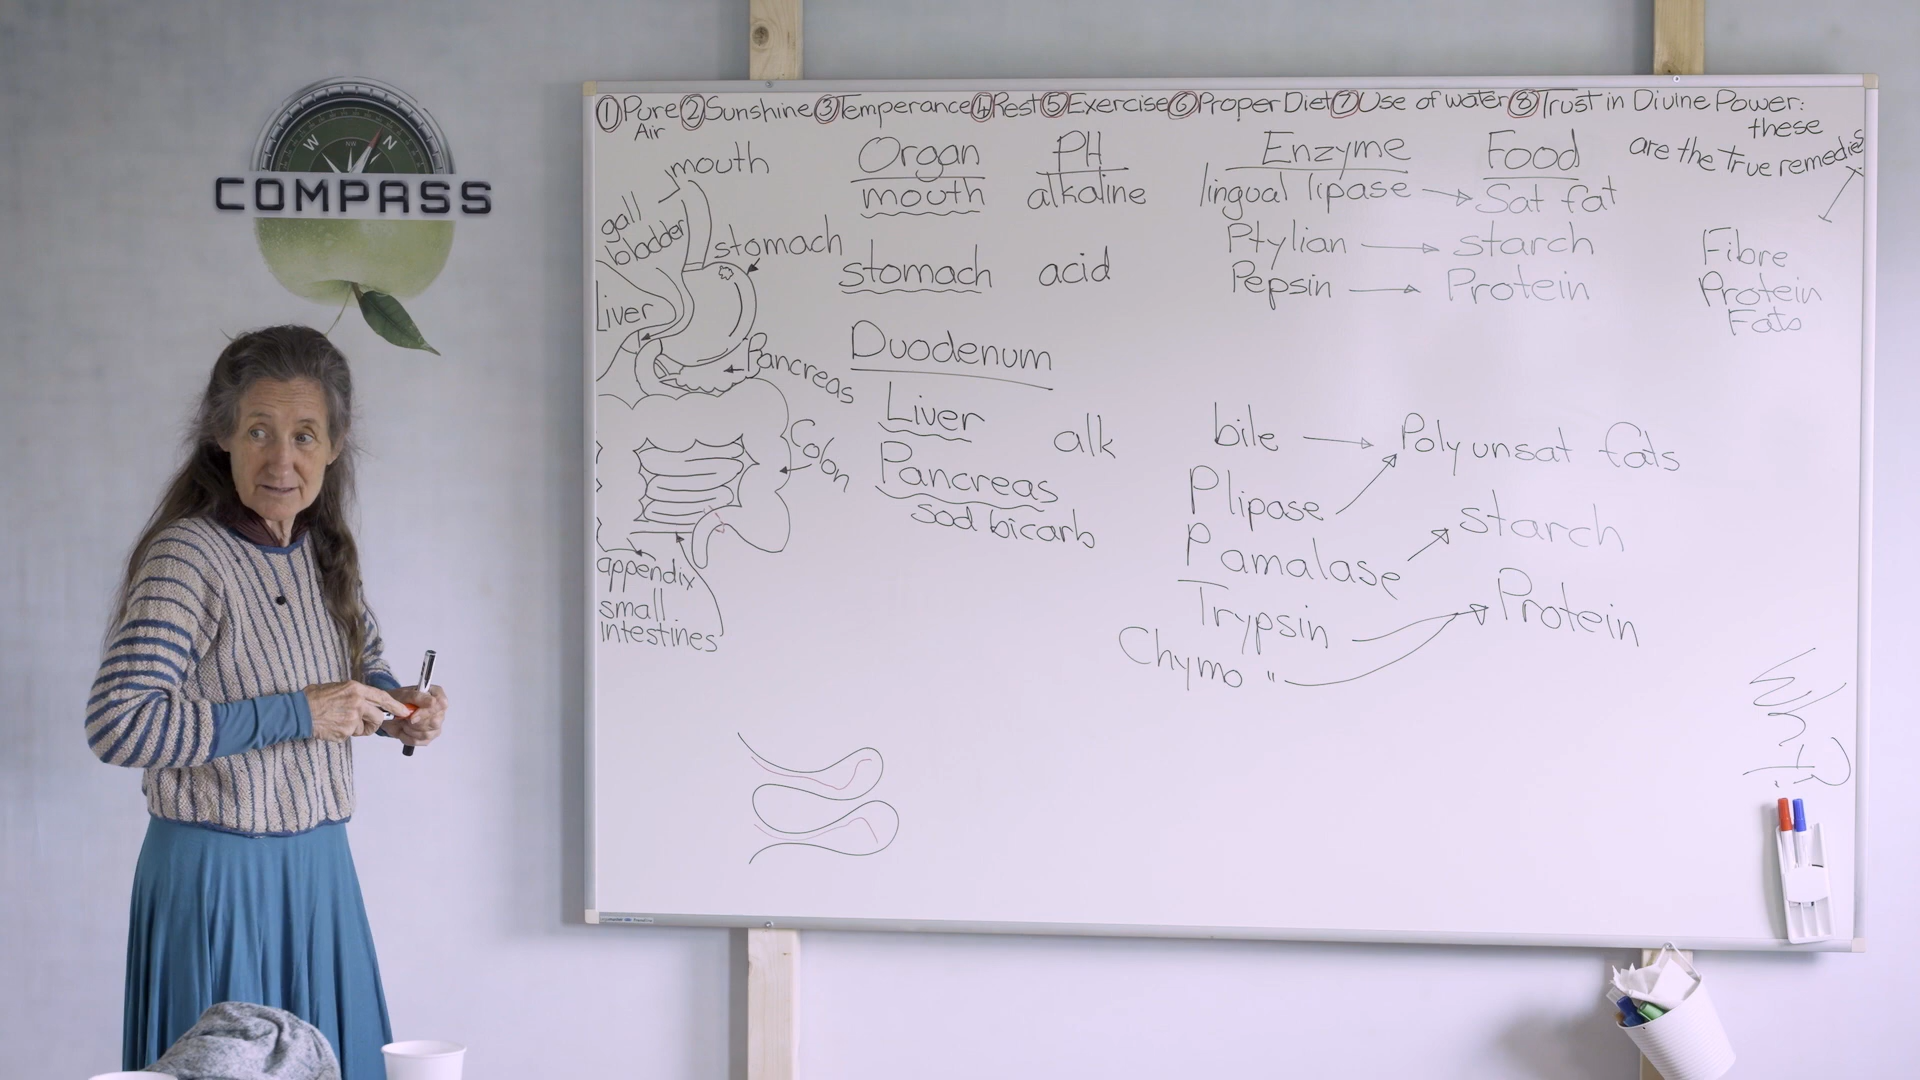 COMPASS
W
NW
N
①Pure ②Sunshine ③Temperance ④Rest ⑤Exercise ⑥Proper Diet ⑦Use of water ⑧Trust in Divine Power:
Air
these
are the True remedies
mouth
gall
bladder
stomach
Liver
Pancreas
Colon
appendix
small
intestines
Organ PH Enzyme Food
mouth alkaline lingual lipase Sat fat
Ptylian starch
stomach acid Pepsin Protein
Duodenum
Liver alk bile Polyunsat fats
Pancreas P lipase
sod bicarb P amalase starch
Trypsin Protein
Chymo "
Fibre
Protein
Fats